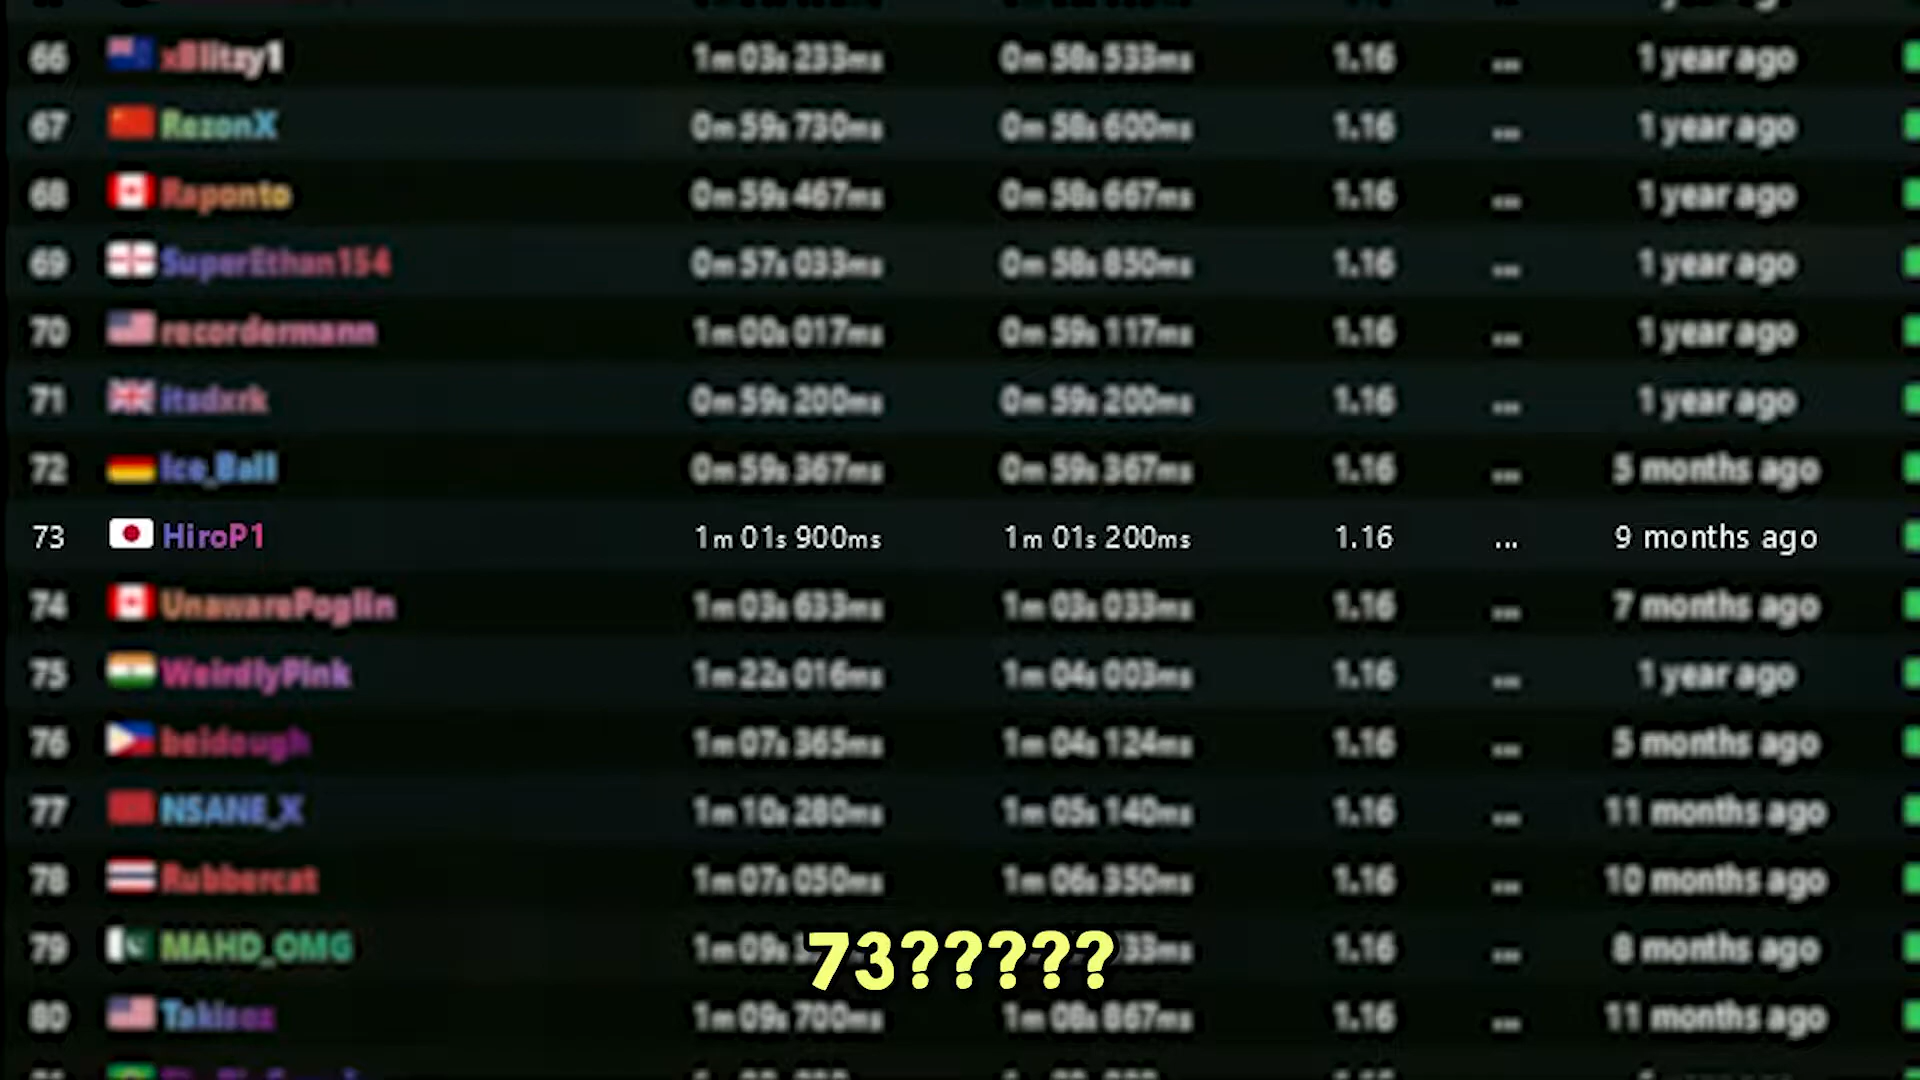 66 xBlitzy1 1m 03s 233ms 0m 58s 533ms 1.16 ... 1 year ago
67 RezonX 0m 59s 730ms 0m 58s 600ms 1.16 ... 1 year ago
68 Raponto 0m 59s 467ms 0m 58s 667ms 1.16 ... 1 year ago
69 SuperEthan154 0m 57s 033ms 0m 58s 850ms 1.16 ... 1 year ago
70 recordermann 1m 00s 017ms 0m 59s 117ms 1.16 ... 1 year ago
71 itsdxrk 0m 59s 200ms 0m 59s 200ms 1.16 ... 1 year ago
72 Ice_Ball 0m 59s 367ms 0m 59s 367ms 1.16 ... 5 months ago
73 HiroP1 1m 01s 900ms 1m 01s 200ms 1.16 ... 9 months ago
74 UnawarePoglin 1m 03s 633ms 1m 03s 033ms 1.16 ... 7 months ago
75 WeirdlyPink 1m 22s 016ms 1m 04s 003ms 1.16 ... 1 year ago
76 beidough 1m 07s 365ms 1m 04s 124ms 1.16 ... 5 months ago
77 NSANE_X 1m 10s 280ms 1m 05s 140ms 1.16 ... 11 months ago
78 Rubbercat 1m 07s 050ms 1m 06s 350ms 1.16 ... 10 months ago
79 MAHD_OMG 1m 09s 1.16 ... 8 months ago
73?????
80 1m 09s 700ms 1m 08s 867ms 1.16 ... 11 months ago